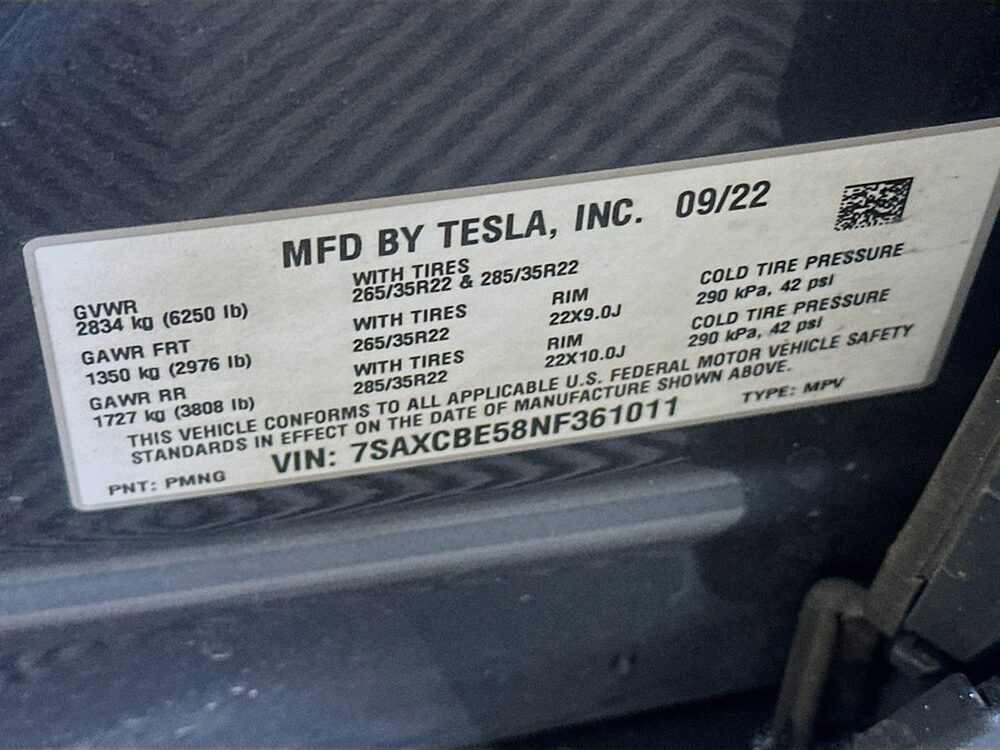 MFD BY TESLA, INC. 09/22
GVWR
2834 kg (6250 lb)
WITH TIRES
265/35R22 & 285/35R22
COLD TIRE PRESSURE
290 kPa, 42 psi
GAWR FRT
1350 kg (2976 lb)
WITH TIRES
265/35R22
RIM
22X9.0J
COLD TIRE PRESSURE
290 kPa, 42 psi
GAWR RR
1727 kg (3808 lb)
WITH TIRES
285/35R22
RIM
22X10.0J
THIS VEHICLE CONFORMS TO ALL APPLICABLE U.S. FEDERAL MOTOR VEHICLE SAFETY
STANDARDS IN EFFECT ON THE DATE OF MANUFACTURE SHOWN ABOVE.
PNT: PMNG
VIN: 7SAXCBE58NF361011
TYPE: MPV